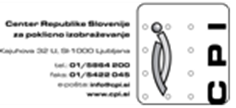 Center Republike Slovenije
za poklicno izobraževanje
Kajuhova 32 U, SI 1000 Ljubljana
tel.: 01/5864 200
faks: 01/5422 045
e-pošta: info@cpi.si
www.cpi.si
CPI